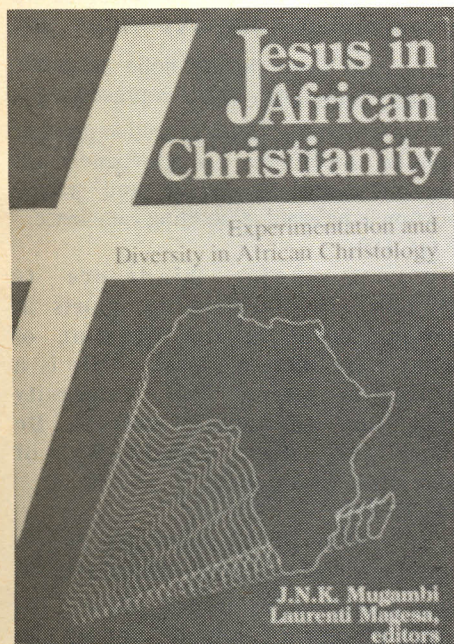 Jesus in
African
Christianity
Experimentation and
Diversity in African Christology
J.N.K. Mugambi
Laurenti Magesa,
editors